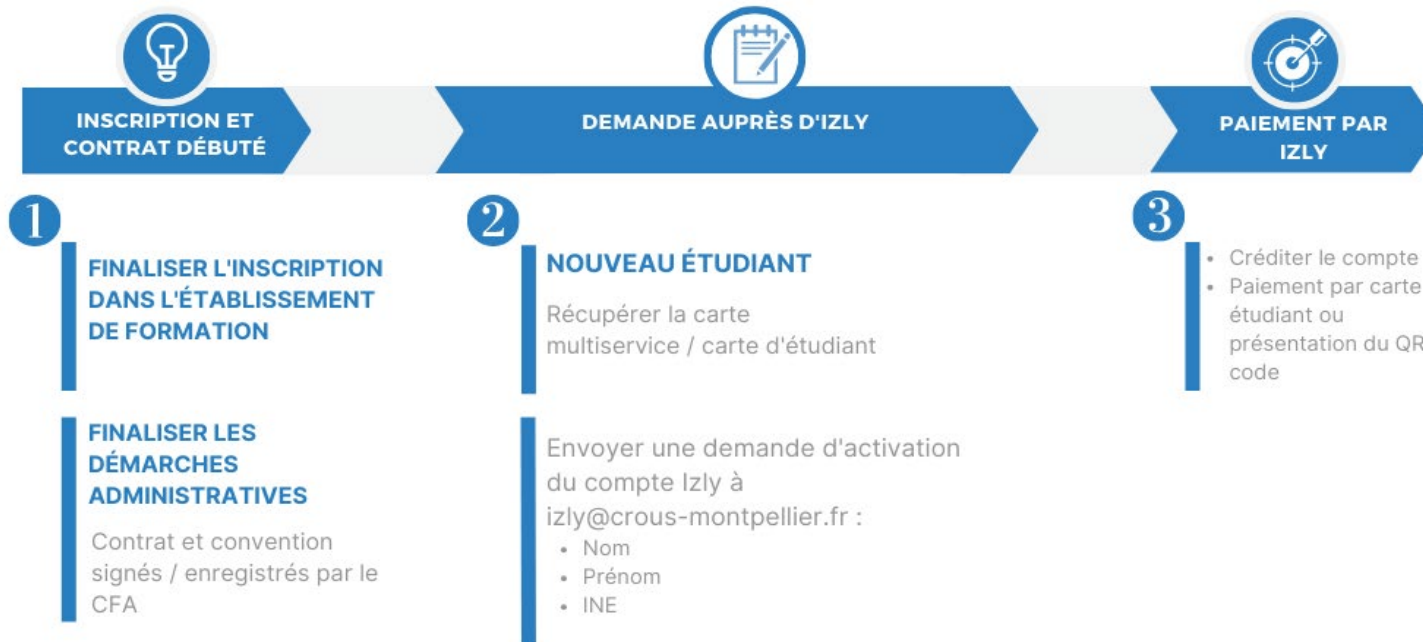 INSCRIPTION ET
CONTRAT DÉBUTÉ
DEMANDE AUPRÈS D'IZLY
PAIEMENT PAR
IZLY
1
FINALISER L'INSCRIPTION
DANS L'ÉTABLISSEMENT
DE FORMATION
FINALISER LES
DÉMARCHES
ADMINISTRATIVES
Contrat et convention
signés / enregistrés par le
CFA
2
NOUVEAU ÉTUDIANT
Récupérer la carte
multiservice / carte d'étudiant
Envoyer une demande d'activation
du compte Izly à
izly@crous-montpellier.fr :
• Nom
• Prénom
• INE
3
• Créditer le compte
• Paiement par carte
étudiant ou
présentation du QR
code